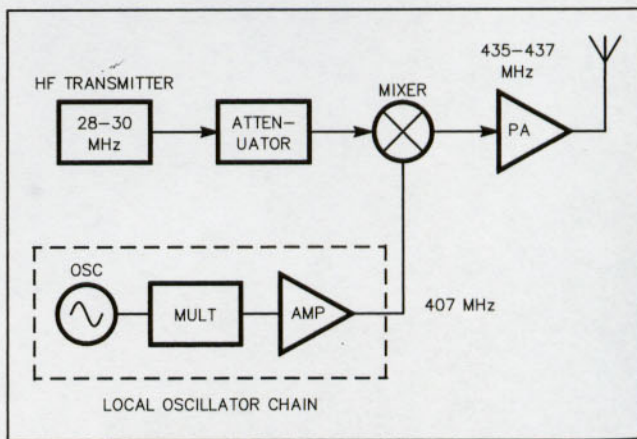 HF TRANSMITTER
28–30
MHz
ATTEN-
UATOR
MIXER
435–437
MHz
PA
OSC
MULT
AMP
407 MHz
LOCAL OSCILLATOR CHAIN